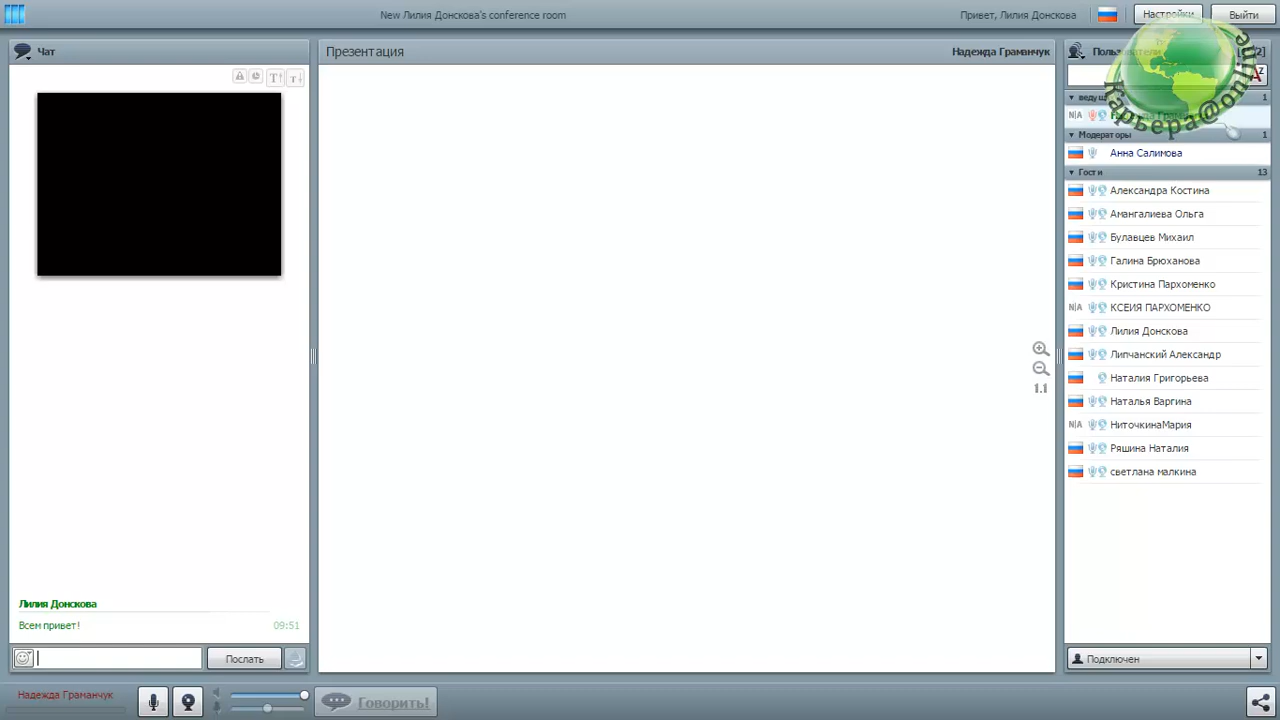 New Лилия Донскова's conference room
Привет, Лилия Донскова
Настройки
Выйти
Чат
Презентация
Надежда Граманчук
Карьера@online
1
N|A
Модераторы 1
Анна Салимова
Гости 13
Александра Костина
Амангалиева Ольга
Булавцев Михаил
Галина Брюханова
Кристина Пархоменко
N|A КСЕИЯ ПАРХОМЕНКО
Лилия Донскова
Липчанский Александр
Наталия Григорьева
Наталья Варгина
N|A НиточкинаМария
Ряшина Наталия
светлана малкина
1.1
Лилия Донскова
Всем привет! 09:51
Послать
Подключен
Надежда Граманчук
Говорить!